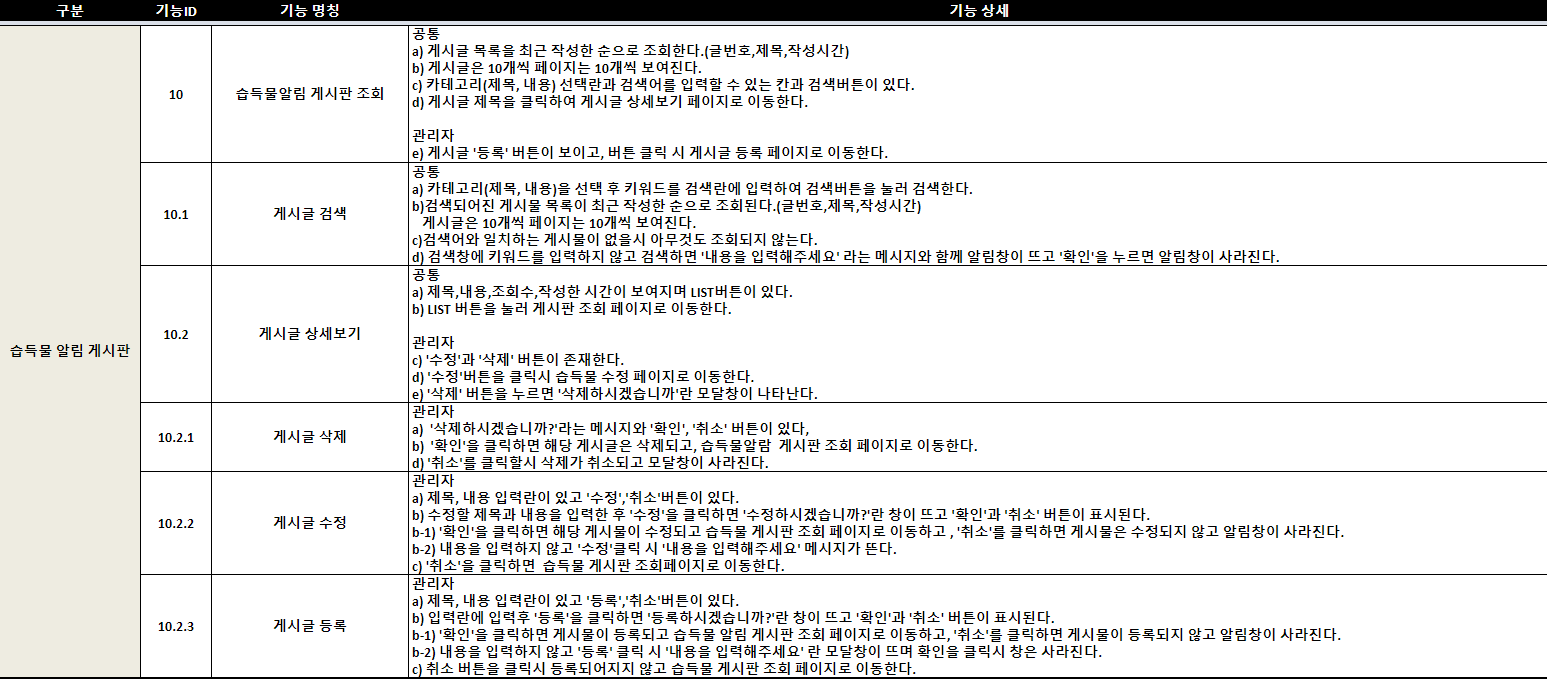 구분 기능ID 기능 명칭 기능 상세
습득물 알림 게시판
10 습득물알림 게시판 조회
공통
a) 게시글 목록을 최근 작성한 순으로 조회한다.(글번호,제목,작성시간)
b) 게시글은 10개씩 페이지는 10개씩 보여진다.
c) 카테고리(제목, 내용) 선택란과 검색어를 입력할 수 있는 칸과 검색버튼이 있다.
d) 게시글 제목을 클릭하여 게시글 상세보기 페이지로 이동한다.
관리자
e) 게시글 '등록' 버튼이 보이고, 버튼 클릭 시 게시글 등록 페이지로 이동한다.
10.1 게시글 검색
공통
a) 카테고리(제목, 내용)을 선택 후 키워드를 검색란에 입력하여 검색버튼을 눌러 검색한다.
b)검색되어진 게시물 목록이 최근 작성한 순으로 조회된다.(글번호,제목,작성시간)
게시글은 10개씩 페이지는 10개씩 보여진다.
c)검색어와 일치하는 게시물이 없을시 아무것도 조회되지 않는다.
d) 검색창에 키워드를 입력하지 않고 검색하면 '내용을 입력해주세요' 라는 메시지와 함께 알림창이 뜨고 '확인'을 누르면 알림창이 사라진다.
10.2 게시글 상세보기
공통
a) 제목,내용,조회수,작성한 시간이 보여지며 LIST버튼이 있다.
b) LIST 버튼을 눌러 게시판 조회 페이지로 이동한다.
관리자
c) '수정'과 '삭제' 버튼이 존재한다.
d) '수정'버튼을 클릭시 습득물 수정 페이지로 이동한다.
e) '삭제' 버튼을 누르면 '삭제하시겠습니까'란 모달창이 나타난다.
10.2.1 게시글 삭제
관리자
a) '삭제하시겠습니까?'라는 메시지와 '확인', '취소' 버튼이 있다,
b) '확인'을 클릭하면 해당 게시글은 삭제되고, 습득물알람 게시판 조회 페이지로 이동한다.
d) '취소'를 클릭할시 삭제가 취소되고 모달창이 사라진다.
10.2.2 게시글 수정
관리자
a) 제목, 내용 입력란이 있고 '수정','취소'버튼이 있다.
b) 수정할 제목과 내용을 입력한 후 '수정'을 클릭하면 '수정하시겠습니까?'란 창이 뜨고 '확인'과 '취소' 버튼이 표시된다.
b-1) '확인'을 클릭하면 해당 게시물이 수정되고 습득물 게시판 조회 페이지로 이동하고 , '취소'를 클릭하면 게시물은 수정되지 않고 알림창이 사라진다.
b-2) 내용을 입력하지 않고 '수정'클릭 시 '내용을 입력해주세요' 메시지가 뜬다.
c) '취소'을 클릭하면 습득물 게시판 조회페이지로 이동한다.
10.2.3 게시글 등록
관리자
a) 제목, 내용 입력란이 있고 '등록','취소'버튼이 있다.
b) 입력란에 입력후 '등록'을 클릭하면 '등록하시겠습니까?'란 창이 뜨고 '확인'과 '취소' 버튼이 표시된다.
b-1) '확인'을 클릭하면 게시물이 등록되고 습득물 알림 게시판 조회 페이지로 이동하고, '취소'를 클릭하면 게시물이 등록되지 않고 알림창이 사라진다.
b-2) 내용을 입력하지 않고 '등록' 클릭 시 '내용을 입력해주세요' 란 모달창이 뜨며 확인을 클릭시 창은 사라진다.
c) 취소 버튼을 클릭시 등록되어지지 않고 습득물 게시판 조회 페이지로 이동한다.